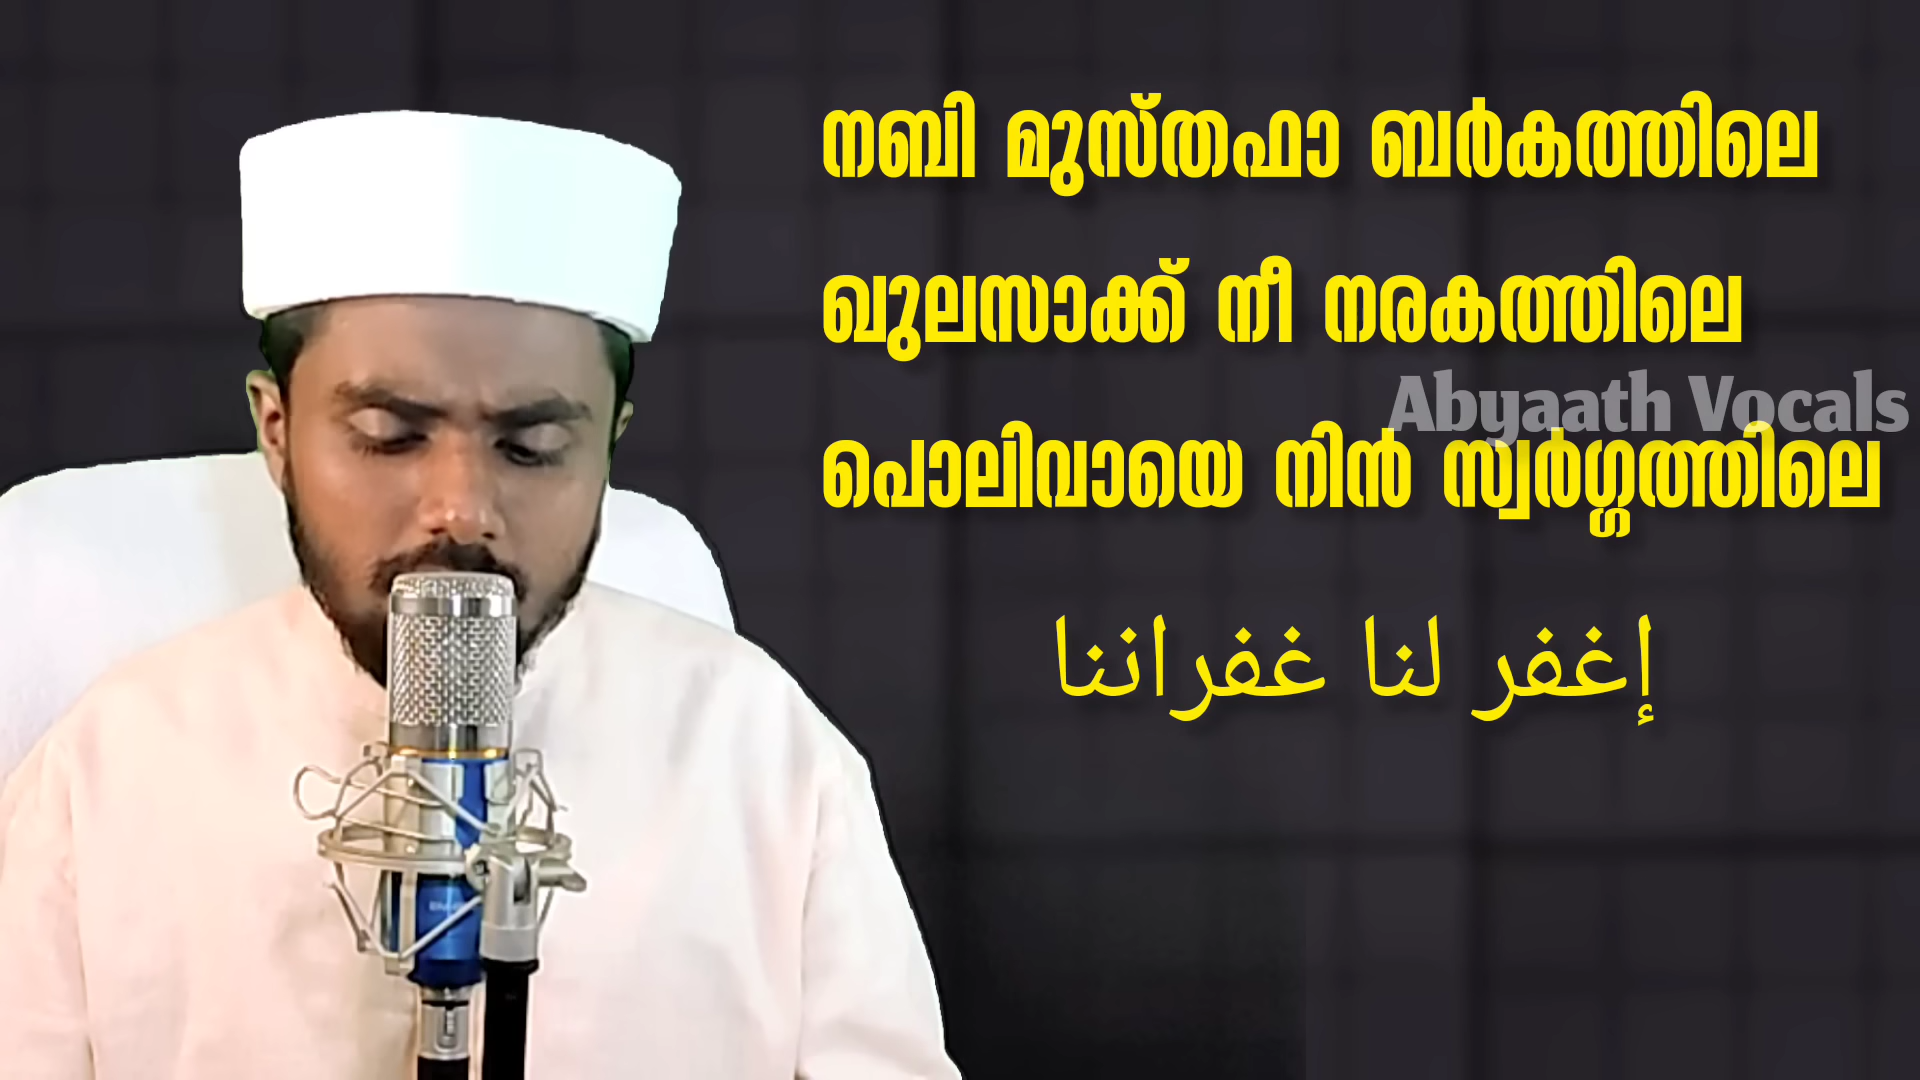 നബി മുസ്തഫാ ബർകത്തിലെ
ഖുലസാക്ക് നീ നരകത്തിലെ
Abyaath Vocals
പൊലിവായെ നിൻ സ്വർഗ്ഗത്തിലെ
إغفر لنا غفراننا